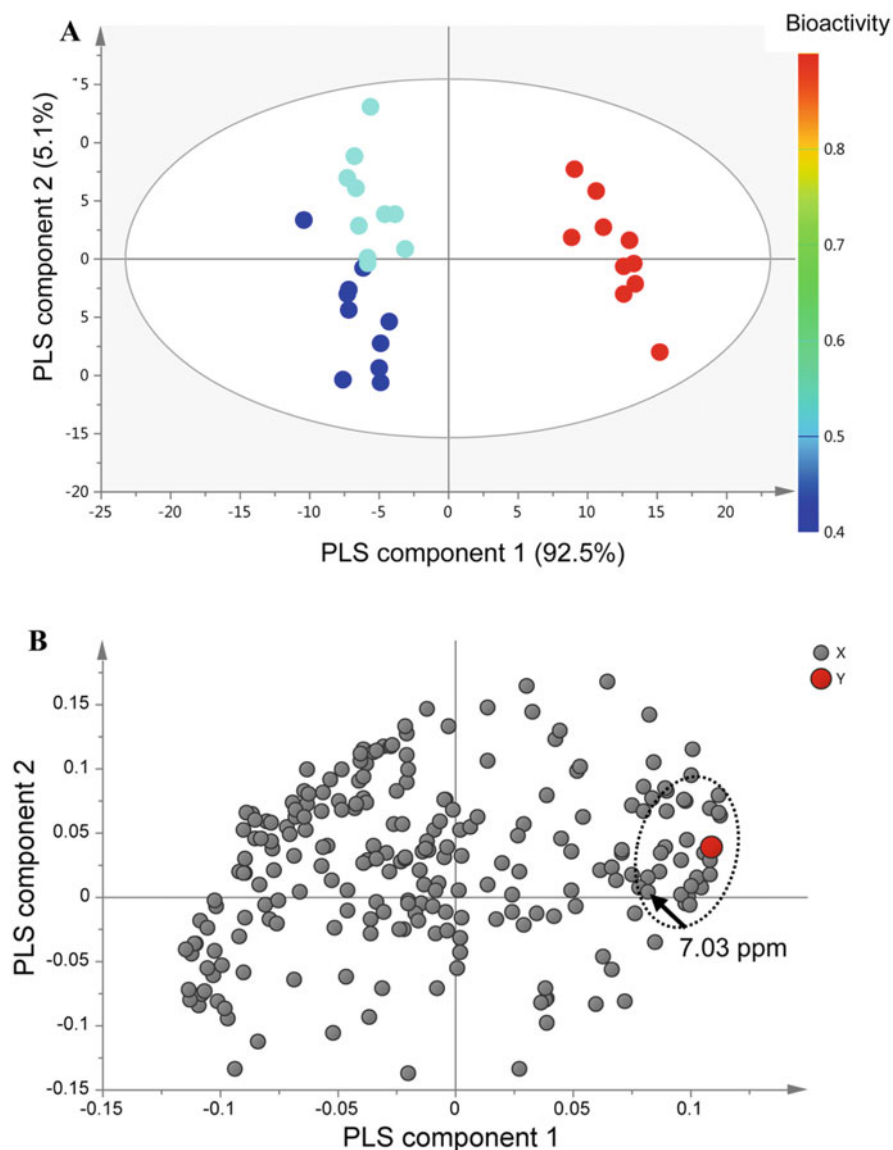 A
Bioactivity
5
0
5
0
5
0
-15
-20
PLS component 2 (5.1%)
-25 -20 -15 -10 -5 0 5 10 15 20
PLS component 1 (92.5%)
0.8
0.7
0.6
0.5
0.4
B
X
Y
0.15
0.1
0.05
0
-0.05
-0.1
-0.15
PLS component 2
7.03 ppm
-0.15 -0.1 -0.05 0 0.05 0.1
PLS component 1